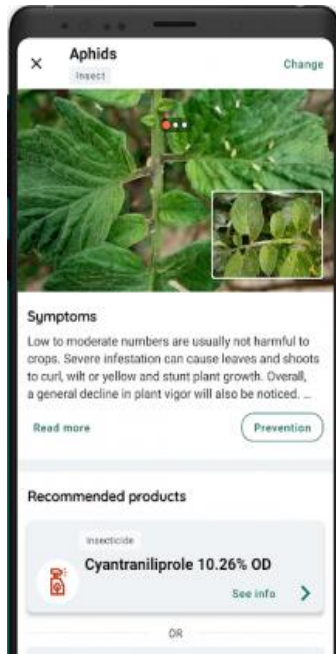 Aphids
Insect
Change
Symptoms
Low to moderate numbers are usually not harmful to
crops. Severe infestation can cause leaves and shoots
to curl, wilt or yellow and stunt plant growth. Overall,
a general decline in plant vigor will also be noticed. ...
Read more
Prevention
Recommended products
Insecticide
Cyantraniliprole 10.26% OD
See info
OR